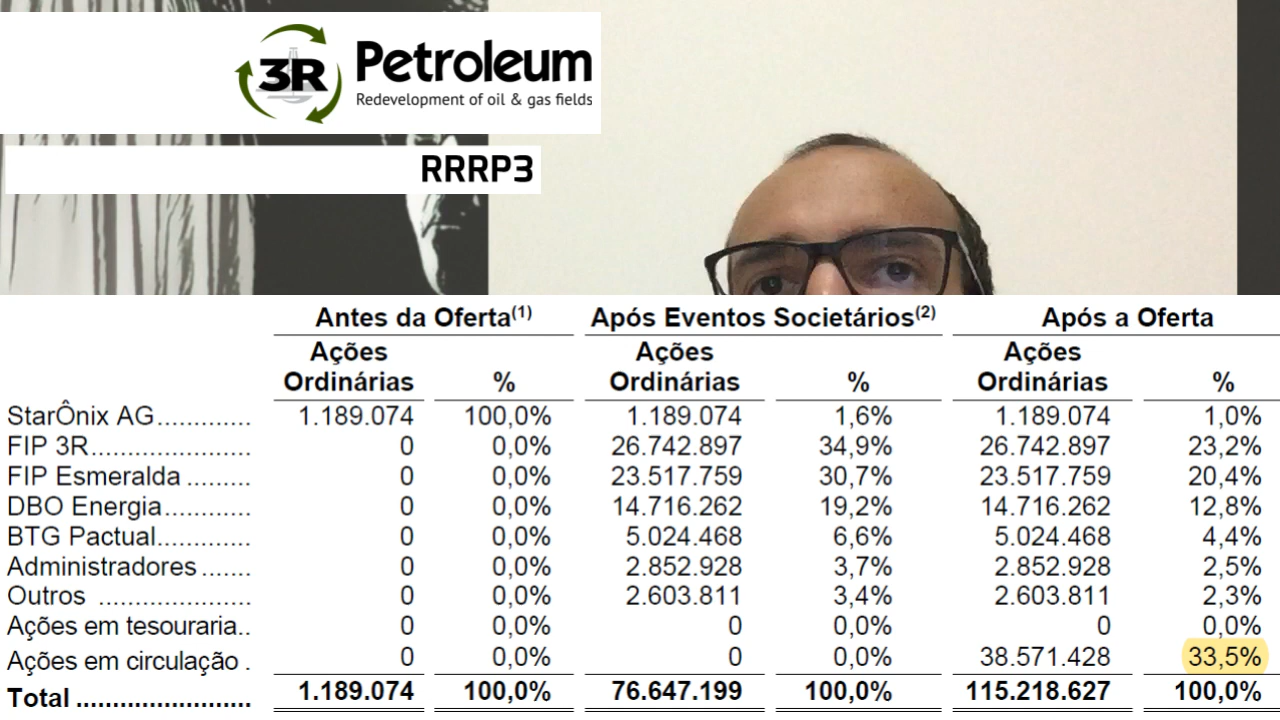 3R Petroleum
Redevelopment of oil & gas fields
RRRP3
Antes da Oferta(1) Após Eventos Societários(2) Após a Oferta
Ações Ordinárias % Ações Ordinárias % Ações Ordinárias %
StarÔnix AG............. 1.189.074 100,0% 1.189.074 1,6% 1.189.074 1,0%
FIP 3R...................... 0 0,0% 26.742.897 34,9% 26.742.897 23,2%
FIP Esmeralda ......... 0 0,0% 23.517.759 30,7% 23.517.759 20,4%
DBO Energia............ 0 0,0% 14.716.262 19,2% 14.716.262 12,8%
BTG Pactual............. 0 0,0% 5.024.468 6,6% 5.024.468 4,4%
Administradores ....... 0 0,0% 2.852.928 3,7% 2.852.928 2,5%
Outros ..................... 0 0,0% 2.603.811 3,4% 2.603.811 2,3%
Ações em tesouraria.. 0 0,0% 0 0,0% 0 0,0%
Ações em circulação . 0 0,0% 0 0,0% 38.571.428 33,5%
Total ........................ 1.189.074 100,0% 76.647.199 100,0% 115.218.627 100,0%